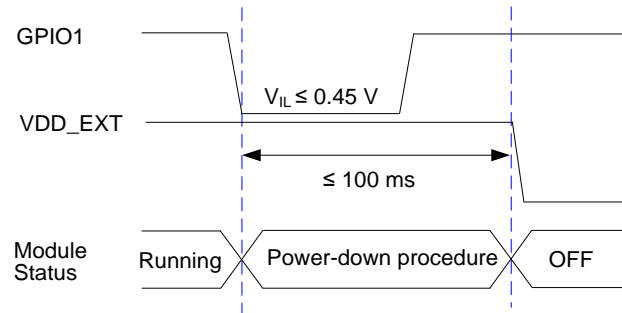 GPIO1
V_IL ≤ 0.45 V
VDD_EXT
≤ 100 ms
Module
Status
Running
Power-down procedure
OFF